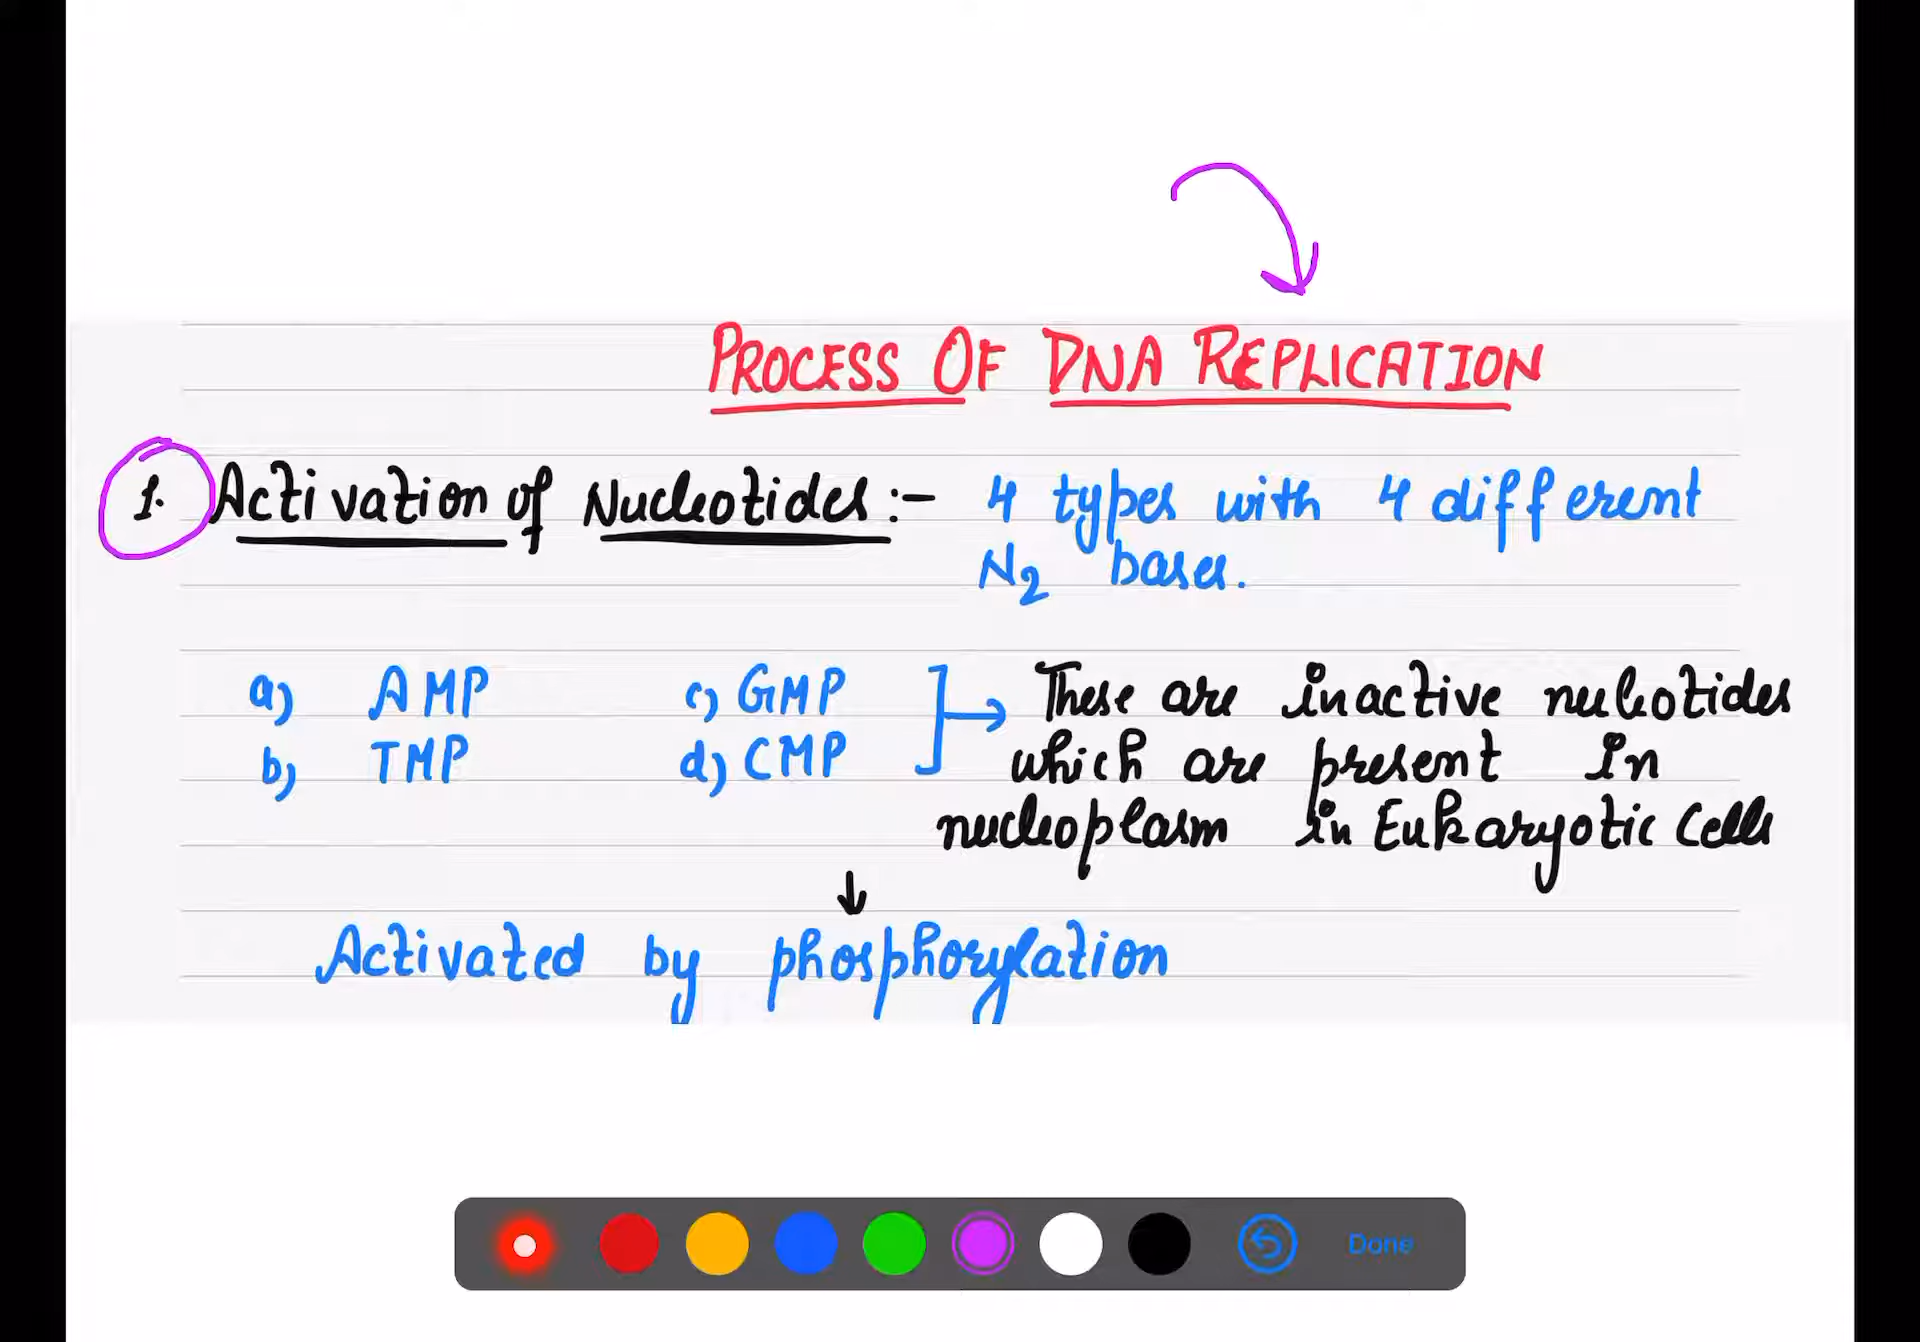 PROCESS OF DNA REPLICATION
1. Activation of Nucleotides :- 4 types with 4 different
N2 bases.
a) AMP c) GMP → These are inactive nucleotides
b) TMP d) CMP which are present in
nucleoplasm in Eukaryotic Cells
↓
Activated by phosphorylation
Done